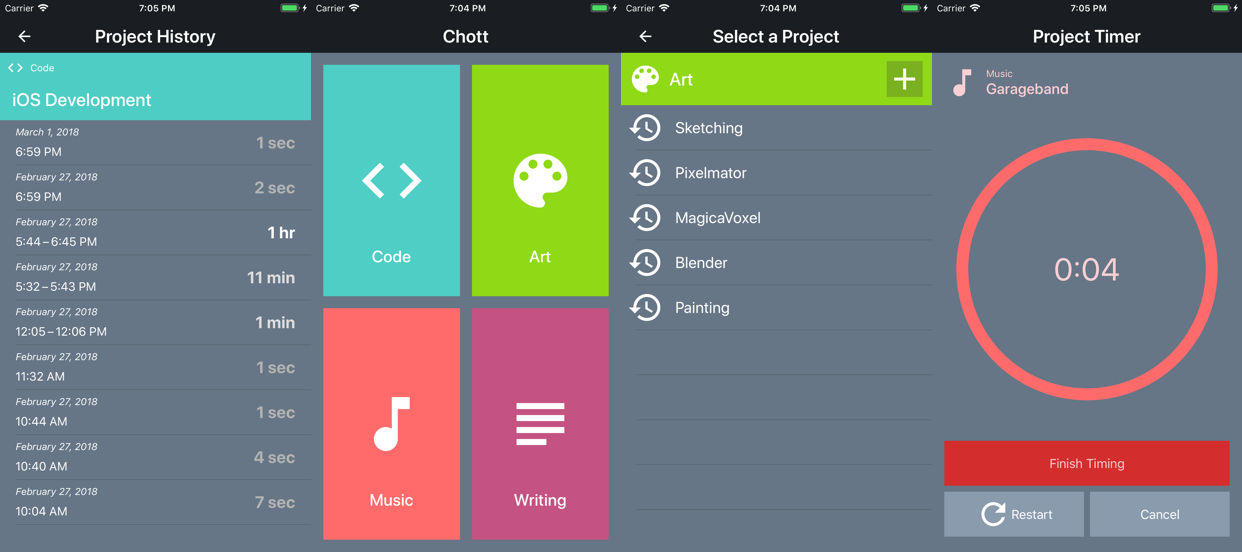 Carrier 7:05 PM
Project History
Code
iOS Development
March 1, 2018
6:59 PM
1 sec
February 27, 2018
6:59 PM
2 sec
February 27, 2018
5:44 – 6:45 PM
1 hr
February 27, 2018
5:32 – 5:43 PM
11 min
February 27, 2018
12:05 – 12:06 PM
1 min
February 27, 2018
11:32 AM
1 sec
February 27, 2018
10:44 AM
1 sec
February 27, 2018
10:40 AM
4 sec
February 27, 2018
10:04 AM
7 sec
Carrier 7:04 PM
Chott
Code
Art
Music
Writing
Carrier 7:04 PM
Select a Project
Art
Sketching
Pixelmator
MagicaVoxel
Blender
Painting
Carrier 7:05 PM
Project Timer
Music
Garageband
0:04
Finish Timing
Restart
Cancel